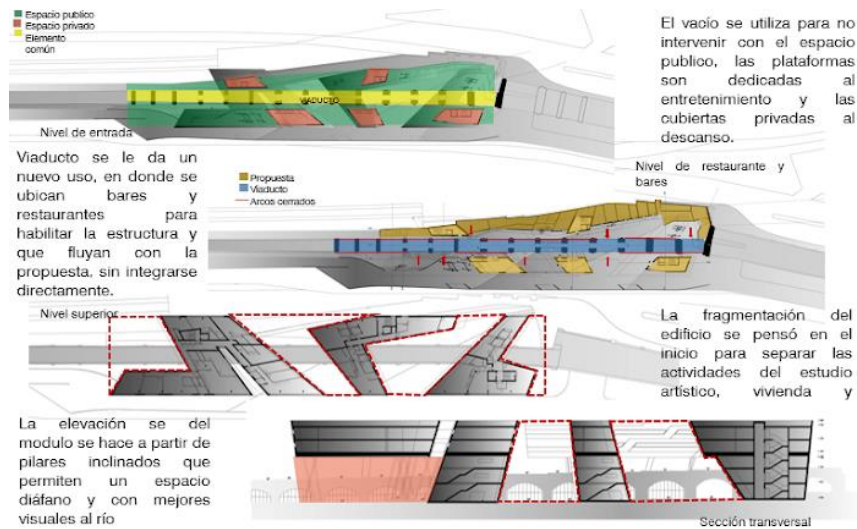 Espacio publico
Espacio privado
Elemento
común
VIADUCTO
Nivel de entrada
El vacío se utiliza para no
intervenir con el espacio
publico, las plataformas
son dedicadas al
entretenimiento y las
cubiertas privadas al
descanso.
Viaducto se le da un
nuevo uso, en donde se
ubican bares y
restaurantes para
habilitar la estructura y
que fluyan con la
propuesta, sin integrarse
directamente.
Nivel de restaurante y
bares
Propuesta
Viaducto
Arcos cerrados
Nivel superior
La fragmentación del
edificio se pensó en el
inicio para separar las
actividades del estudio
artístico, vivienda y
La elevación se del
modulo se hace a partir de
pilares inclinados que
permiten un espacio
diáfano y con mejores
visuales al río
Sección transversal